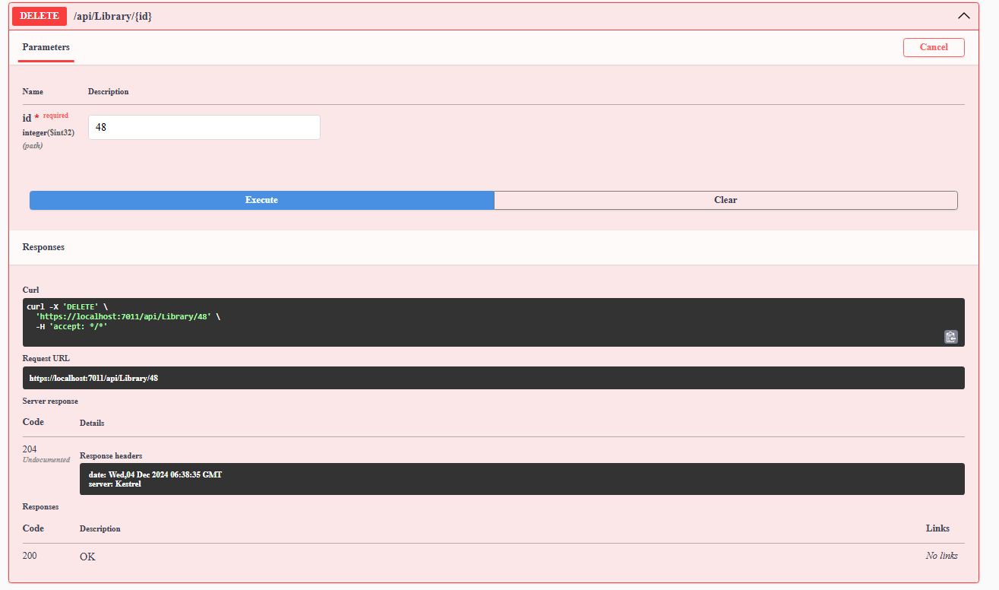 DELETE /api/Library/{id}
Parameters
Cancel
Name Description
id * required
integer($int32)
(path)
48
Execute Clear
Responses
Curl
curl -X 'DELETE' \
  'https://localhost:7011/api/Library/48' \
  -H 'accept: */*'
Request URL
https://localhost:7011/api/Library/48
Server response
Code Details
204
Undocumented
Response headers
date: Wed,04 Dec 2024 06:38:35 GMT
server: Kestrel
Responses
Code Description Links
200 OK No links